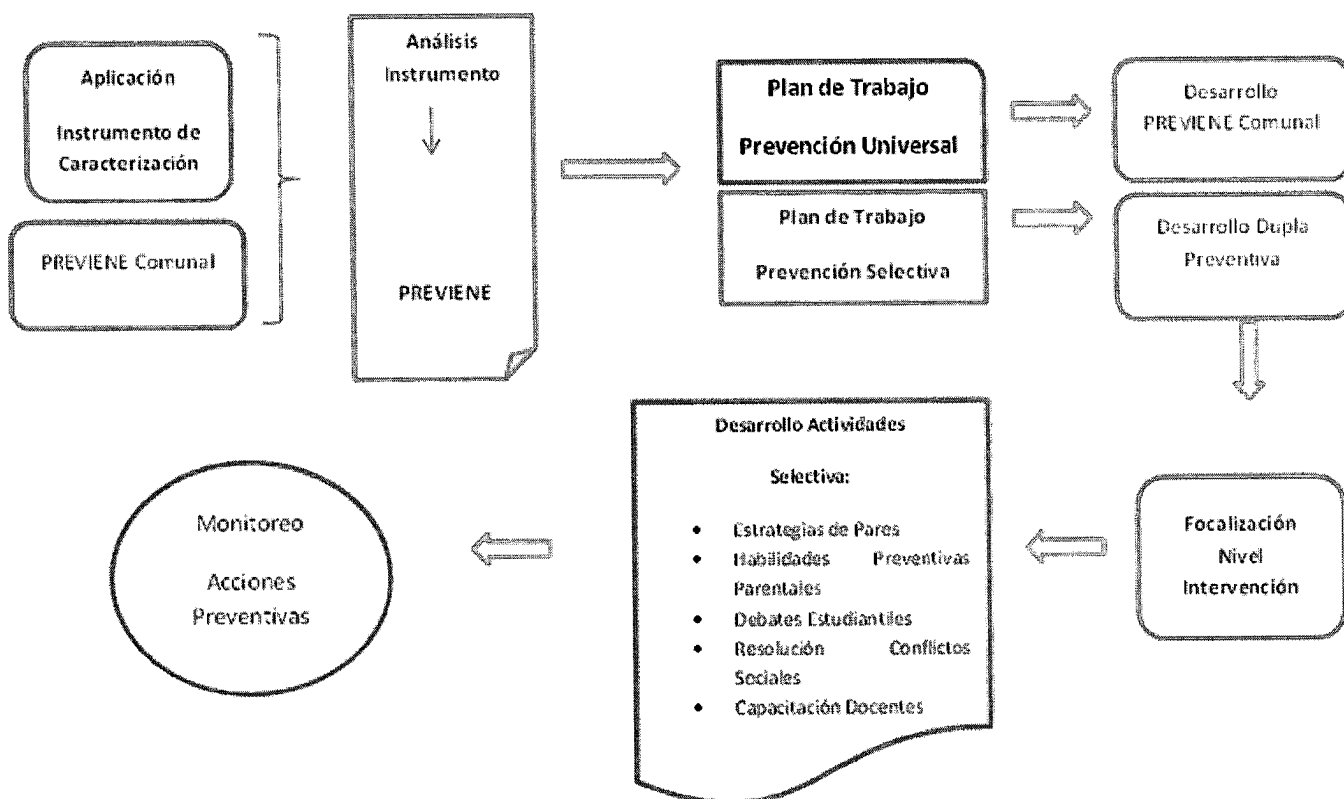 Aplicación
Instrumento de
Caracterización
PREVIENE Comunal
Análisis
Instrumento
PREVIENE
Plan de Trabajo
Prevención Universal
Plan de Trabajo
Prevención Selectiva
Desarrollo
PREVIENE Comunal
Desarrollo Dupla
Preventiva
Focalización
Nivel
Intervención
Desarrollo Actividades
Selectiva:
• Estrategias de Pares
• Habilidades Preventivas
Parentales
• Debates Estudiantiles
• Resolución Conflictos
Sociales
• Capacitación Docentes
Monitoreo
Acciones
Preventivas